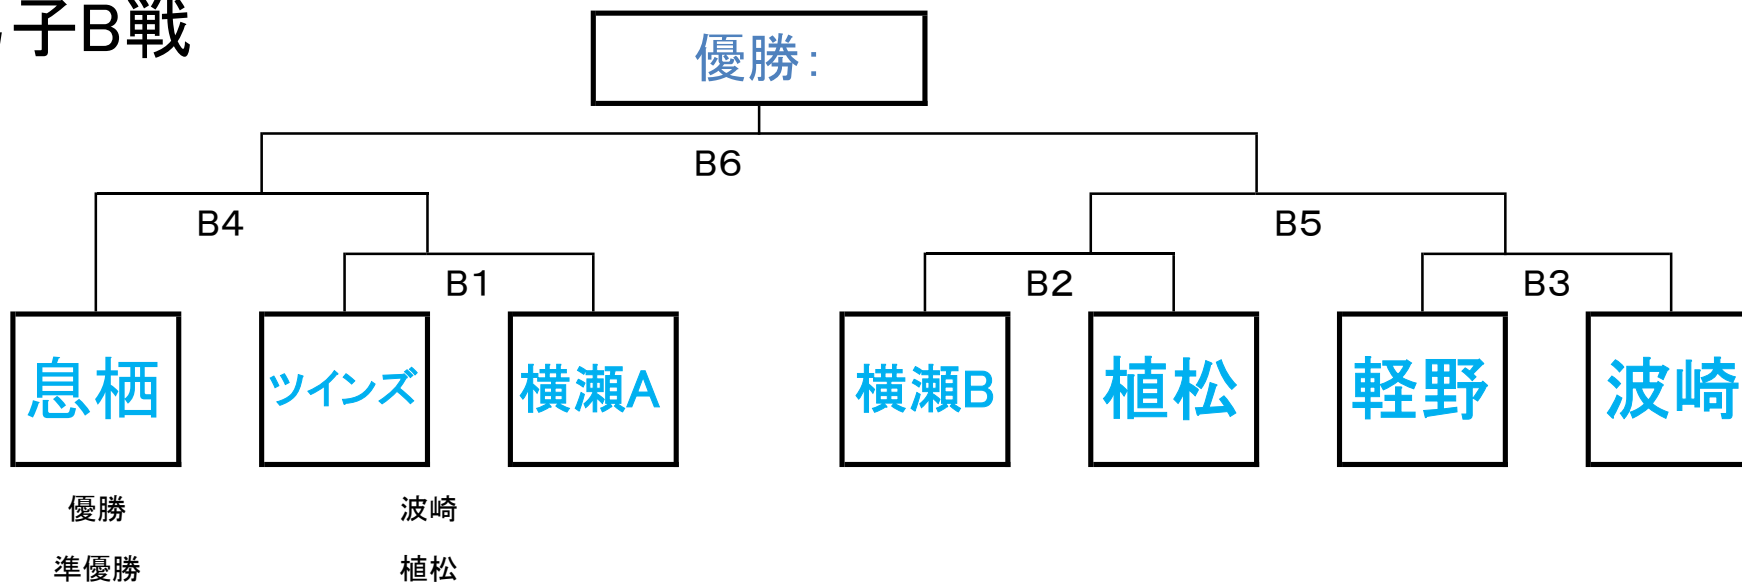 子B戦
優勝:
B6
B4
B5
B1
B2
B3
息栖
ツインズ
横瀬A
横瀬B
植松
軽野
波崎
優勝 波崎
準優勝 植松